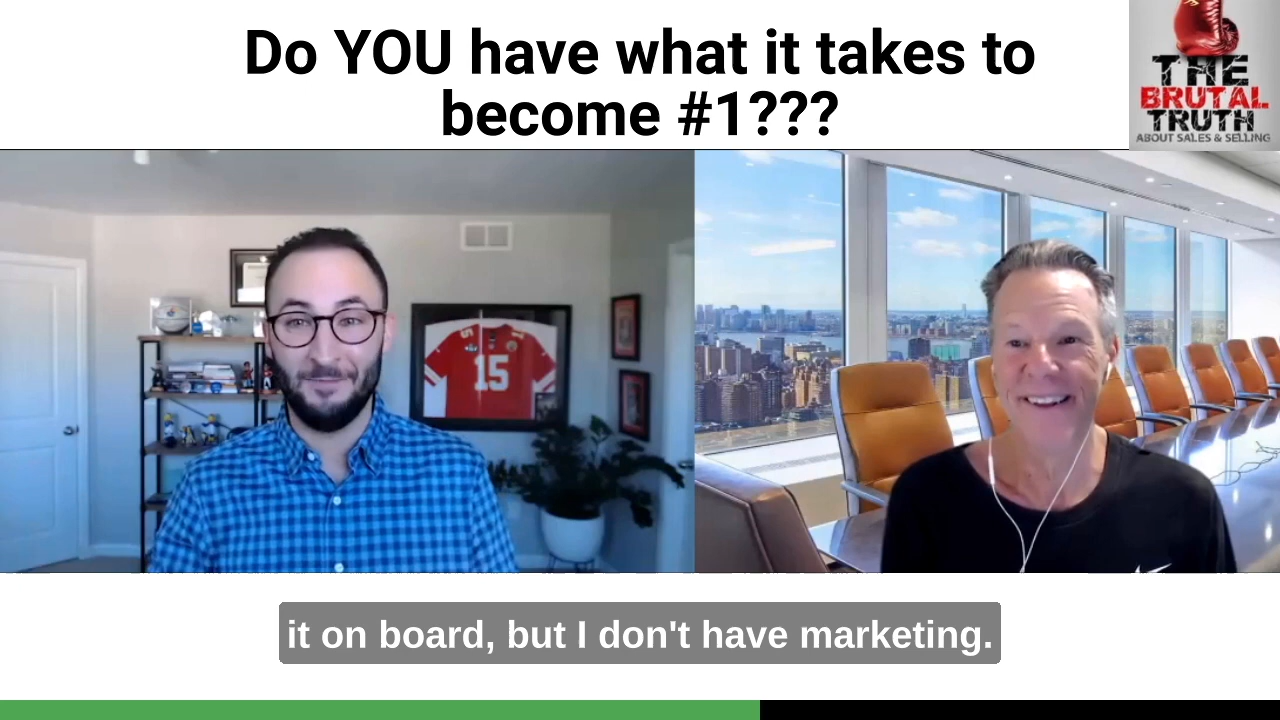 Do YOU have what it takes to
become #1???
THE
BRUTAL
TRUTH
ABOUT SALES & SELLING
15
it on board, but I don't have marketing.